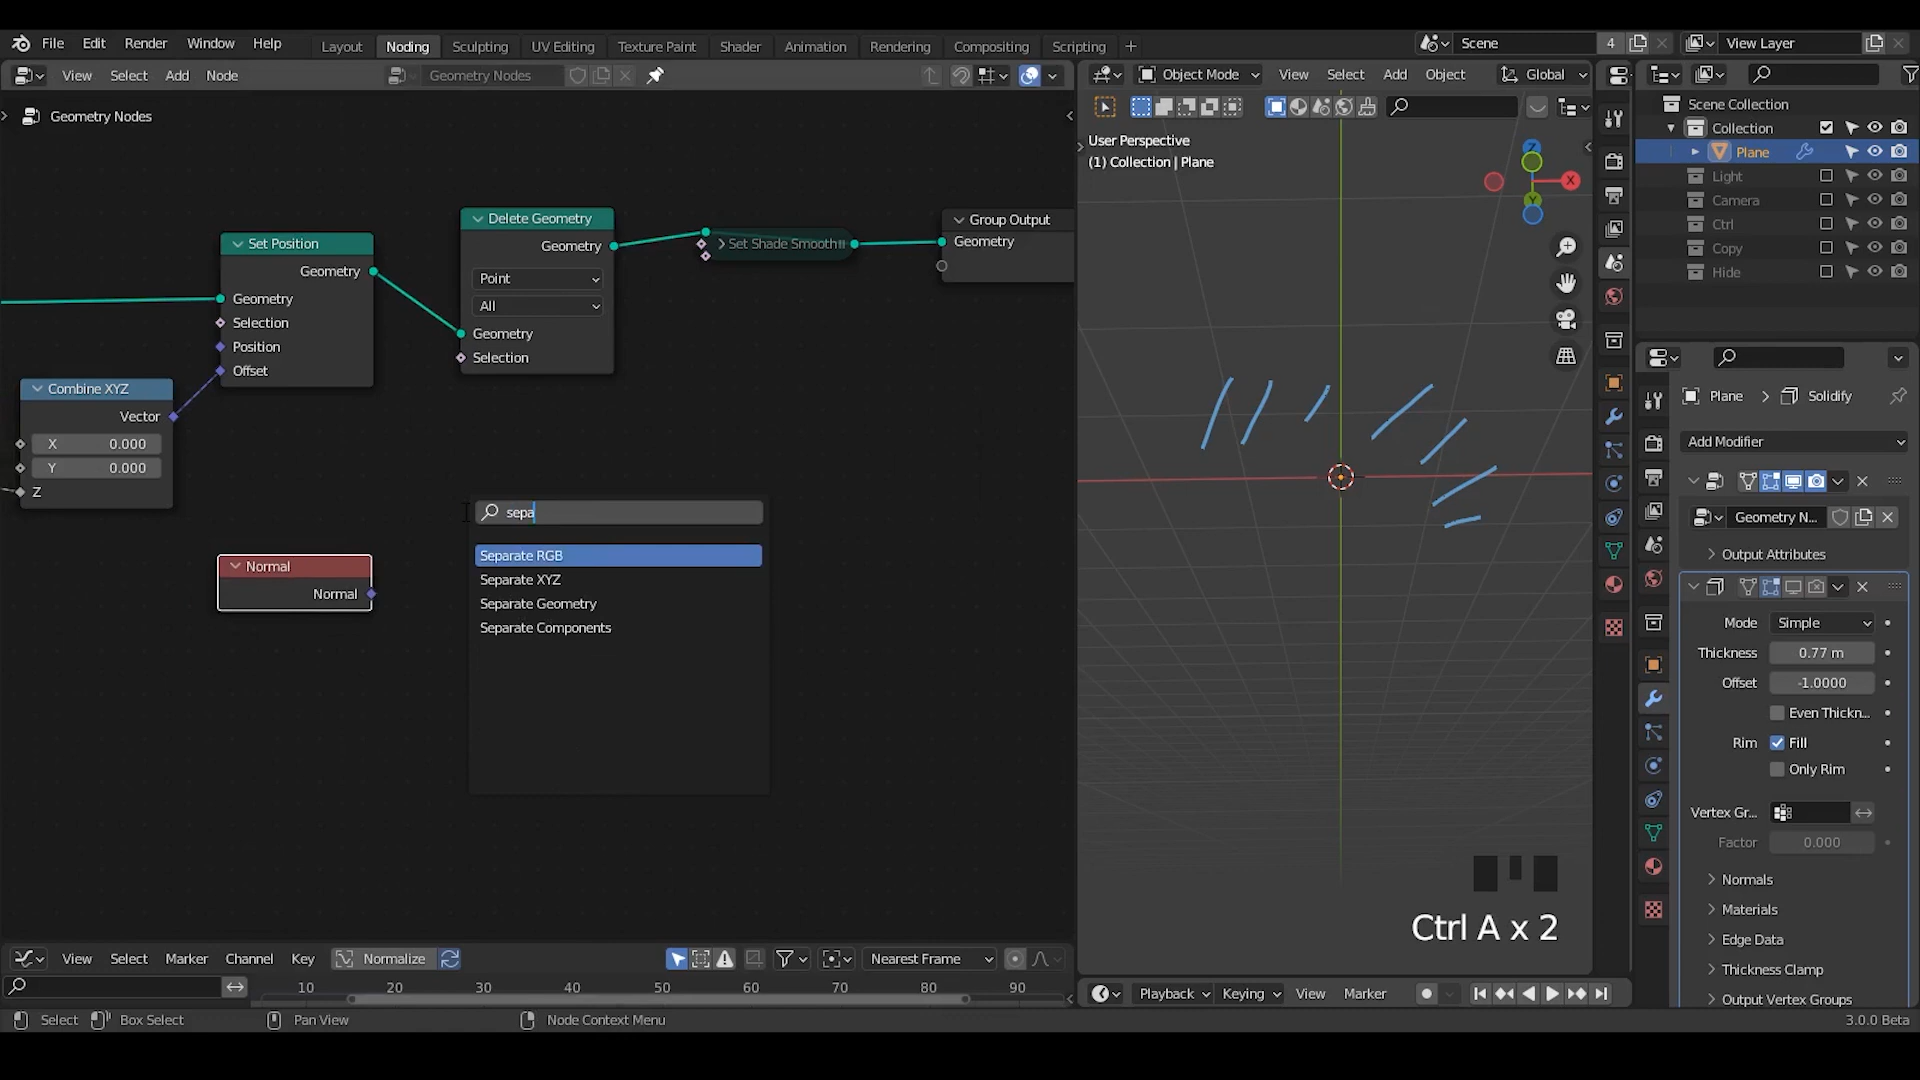 File Edit Render Window Help Layout Noding Sculpting UV Editing Texture Paint Shader Animation Rendering Compositing Scripting + Scene 4 View Layer
View Select Add Node Geometry Nodes Object Mode View Select Add Object Global
Geometry Nodes
User Perspective
(1) Collection | Plane
Scene Collection
Collection
Plane
Light
Camera
Ctrl
Copy
Hide
Set Position
Geometry
Geometry
Selection
Position
Offset
Delete Geometry
Geometry
Point
All
Geometry
Selection
Set Shade Smooth
Group Output
Geometry
Combine XYZ
Vector
X 0.000
Y 0.000
Z
Normal
Normal
sepa
Separate RGB
Separate XYZ
Separate Geometry
Separate Components
X
Y
Z
Ctrl A x 2
Plane > Solidify
Add Modifier
Geometry N...
Output Attributes
Mode Simple
Thickness 0.77 m
Offset -1.0000
Even Thickn...
Rim Fill
Only Rim
Vertex Gr...
Factor 0.000
Normals
Materials
Edge Data
Thickness Clamp
Output Vertex Groups
View Select Marker Channel Key Normalize Nearest Frame
10 20 30 40 50 60 70 80 90
Playback Keying View Marker
Select Box Select Pan View Node Context Menu 3.0.0 Beta